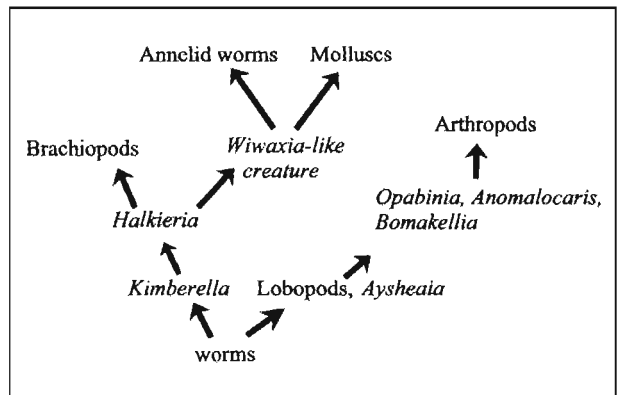 Annelid worms Molluscs
Arthropods
Brachiopods
Wiwaxia-like
creature
Opabinia, Anomalocaris,
Bomakellia
Halkieria
Kimberella
Lobopods, Aysheaia
worms